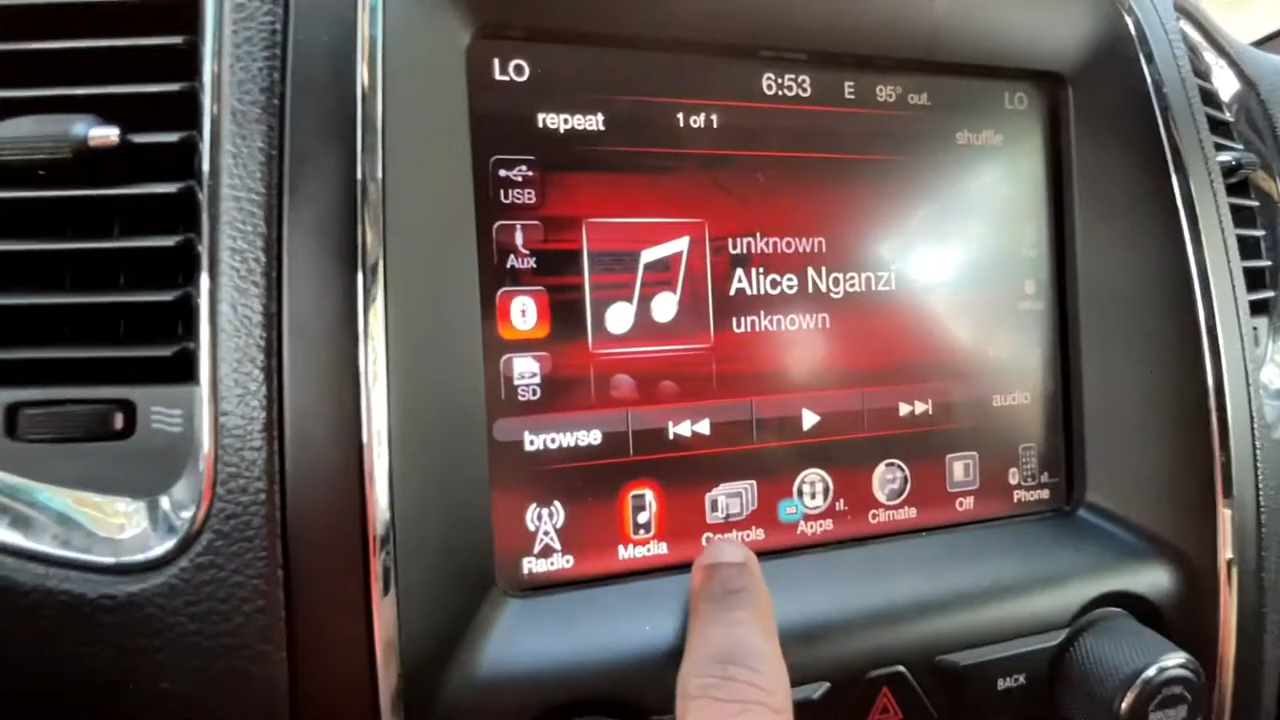 LO
6:53 E 95° out. LO
repeat 1 of 1 shuffle
USB
Aux
SD
unknown
Alice Nganzi
unknown
audio
browse
Radio Media Controls Apps Climate Off Phone
3G
BACK